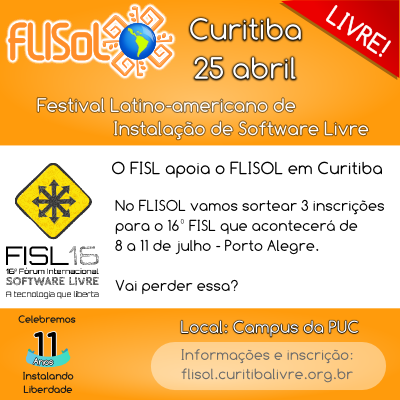 FLISoL
Curitiba
25 abril
LIVRE!
Festival Latino-americano de
Instalação de Software Livre
O FISL apoia o FLISOL em Curitiba
No FLISOL vamos sortear 3 inscrições
para o 16º FISL que acontecerá de
8 a 11 de julho - Porto Alegre.
Vai perder essa?
FISL16
16º Fórum Internacional
SOFTWARE LIVRE
A tecnologia que liberta
Celebremos
11
Anos
Instalando
Liberdade
Local: Campus da PUC
Informações e inscrição:
flisol.curitibalivre.org.br